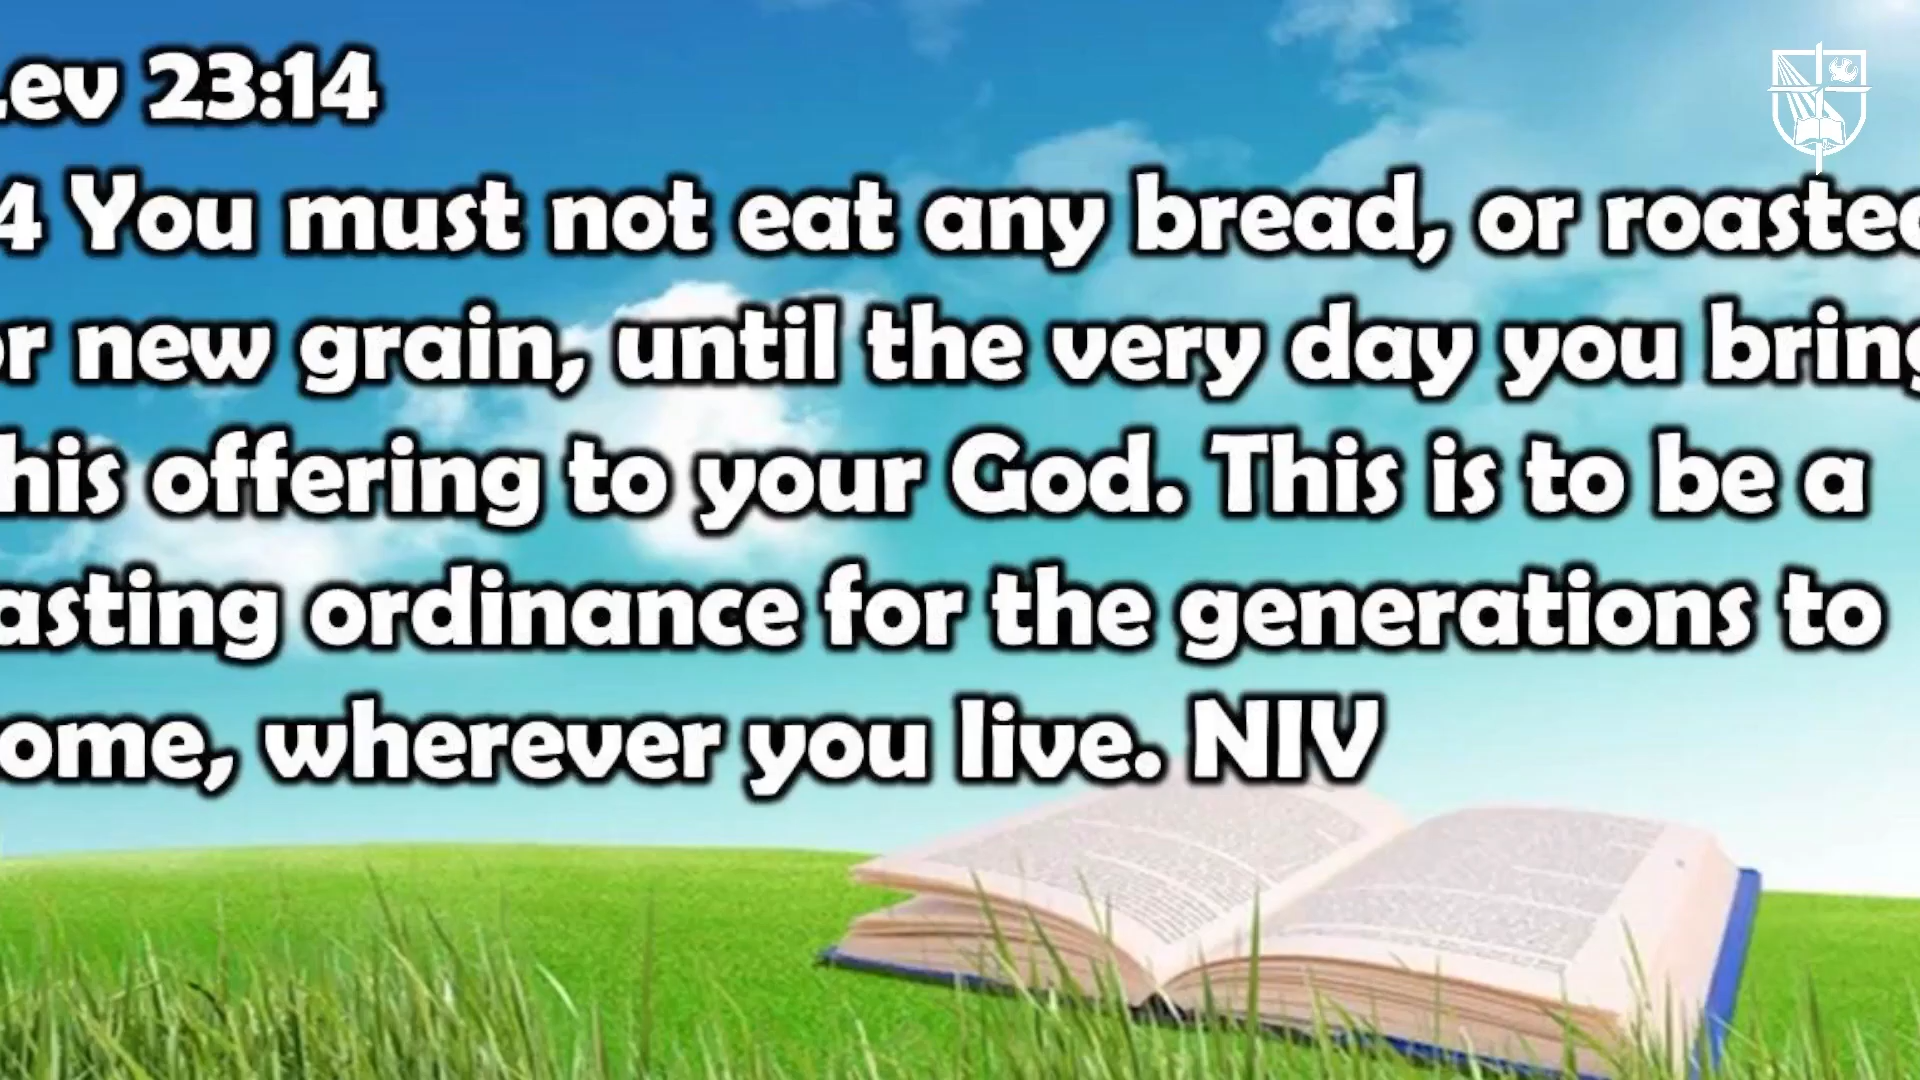 Lev 23:14
4 You must not eat any bread, or roasted
or new grain, until the very day you bring
his offering to your God. This is to be a
asting ordinance for the generations to
ome, wherever you live. NIV